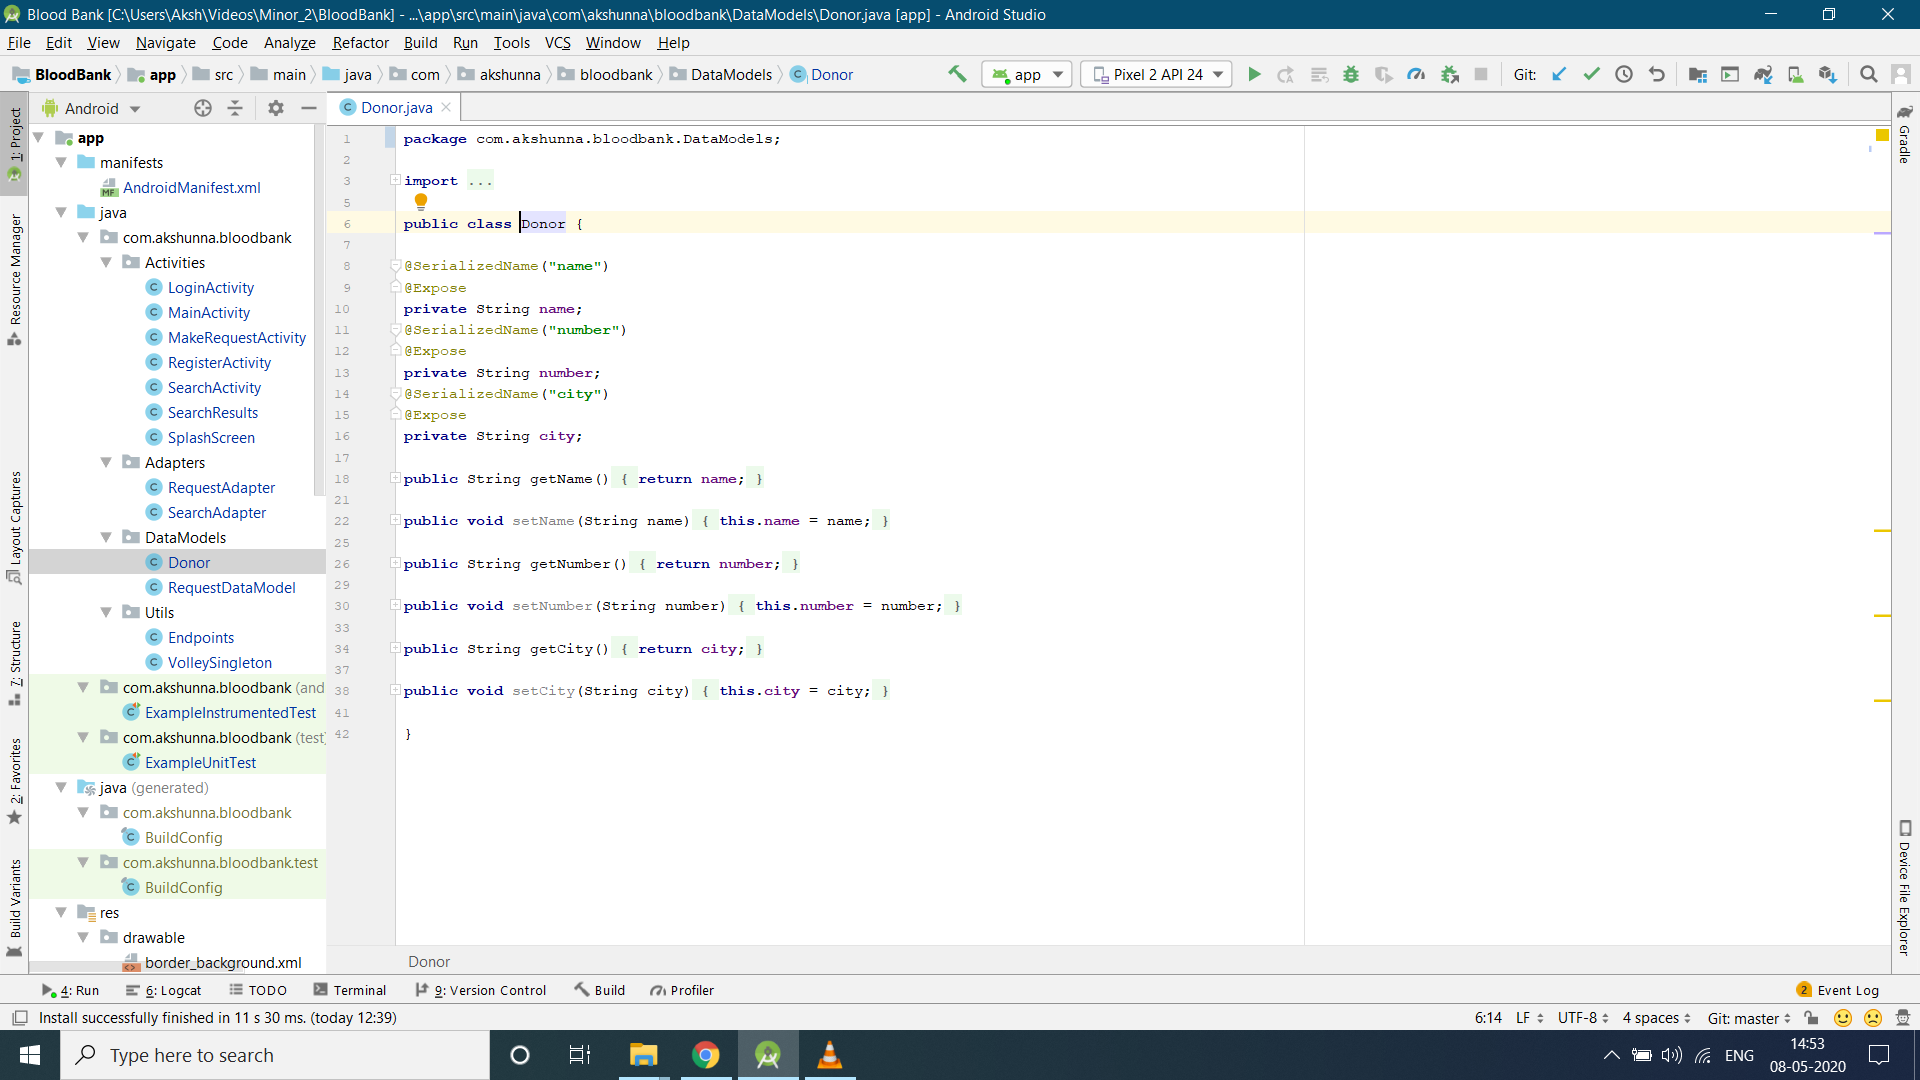 Blood Bank [C:\Users\Aksh\Videos\Minor_2\BloodBank] - ...\app\src\main\java\com\akshunna\bloodbank\DataModels\Donor.java [app] - Android Studio
File Edit View Navigate Code Analyze Refactor Build Run Tools VCS Window Help
BloodBank app src main java com akshunna bloodbank DataModels Donor app Pixel 2 API 24 Git:
Android
Donor.java
1: Project
Resource Manager
Layout Captures
7: Structure
2: Favorites
Build Variants
app
manifests
AndroidManifest.xml
java
com.akshunna.bloodbank
Activities
LoginActivity
MainActivity
MakeRequestActivity
RegisterActivity
SearchActivity
SearchResults
SplashScreen
Adapters
RequestAdapter
SearchAdapter
DataModels
Donor
RequestDataModel
Utils
Endpoints
VolleySingleton
com.akshunna.bloodbank (and
ExampleInstrumentedTest
com.akshunna.bloodbank (test)
ExampleUnitTest
java (generated)
com.akshunna.bloodbank
BuildConfig
com.akshunna.bloodbank.test
BuildConfig
res
drawable
border_background.xml
1 package com.akshunna.bloodbank.DataModels;
2
3 import ...
5
6 public class Donor {
7
8 @SerializedName("name")
9 @Expose
10 private String name;
11 @SerializedName("number")
12 @Expose
13 private String number;
14 @SerializedName("city")
15 @Expose
16 private String city;
17
18 public String getName() { return name; }
21
22 public void setName(String name) { this.name = name; }
25
26 public String getNumber() { return number; }
29
30 public void setNumber(String number) { this.number = number; }
33
34 public String getCity() { return city; }
37
38 public void setCity(String city) { this.city = city; }
41
42 }
Donor
Gradle
Device File Explorer
4: Run 6: Logcat TODO Terminal 9: Version Control Build Profiler 2 Event Log
Install successfully finished in 11 s 30 ms. (today 12:39) 6:14 LF UTF-8 4 spaces Git: master
Type here to search ENG 14:53
08-05-2020